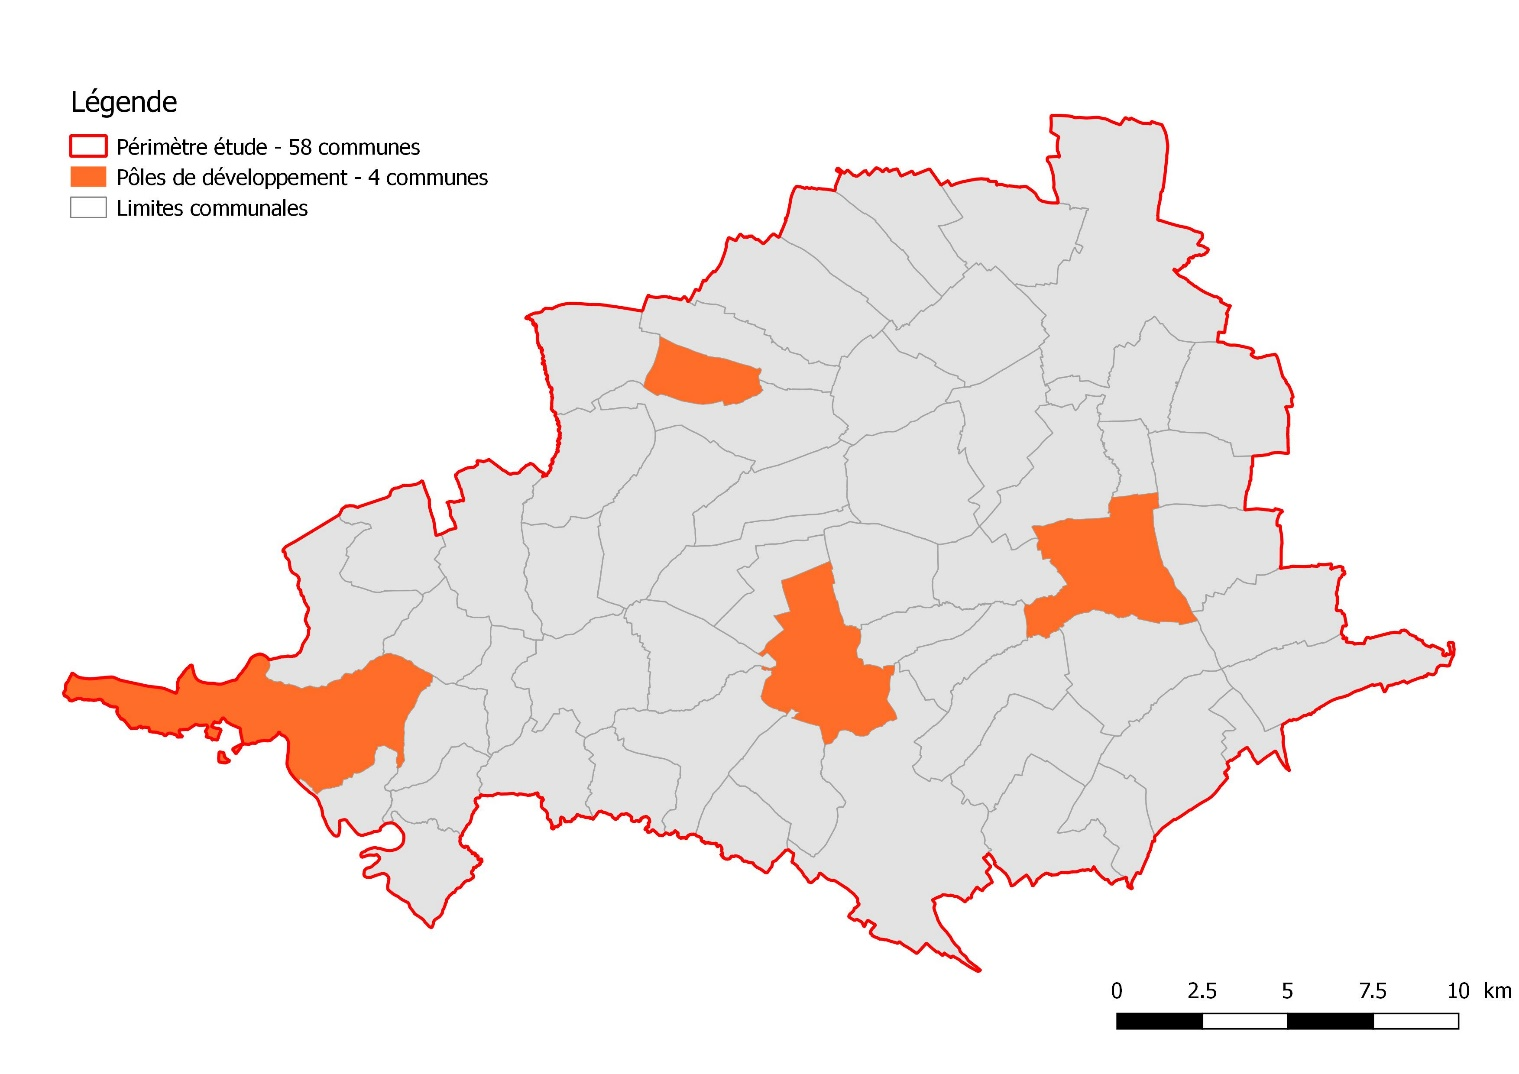 Légende
Périmètre étude - 58 communes
Pôles de développement - 4 communes
Limites communales
0 2.5 5 7.5 10 km